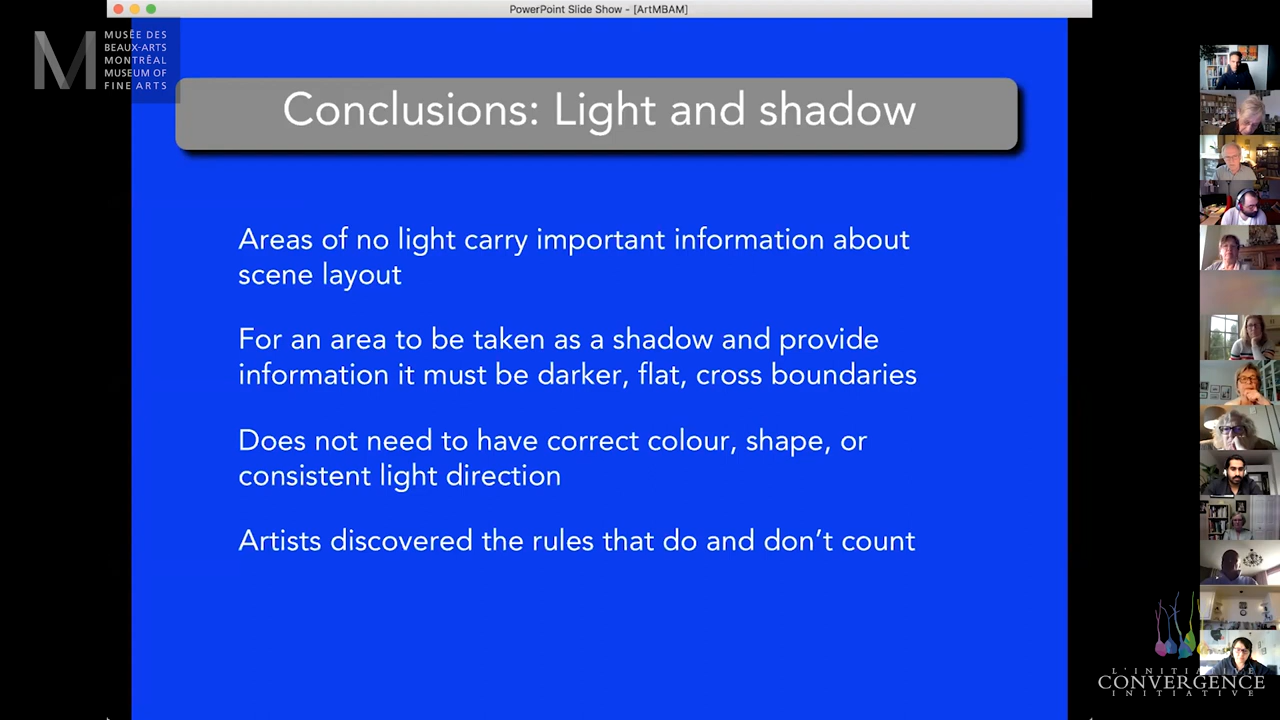 PowerPoint Slide Show - [ArtMBAM]
M
MUSÉE DES
BEAUX-ARTS
MONTRÉAL
MUSEUM OF
FINE ARTS
Conclusions: Light and shadow
Areas of no light carry important information about
scene layout
For an area to be taken as a shadow and provide
information it must be darker, flat, cross boundaries
Does not need to have correct colour, shape, or
consistent light direction
Artists discovered the rules that do and don’t count
L'INITIATIVE
CONVERGENCE
INITIATIVE